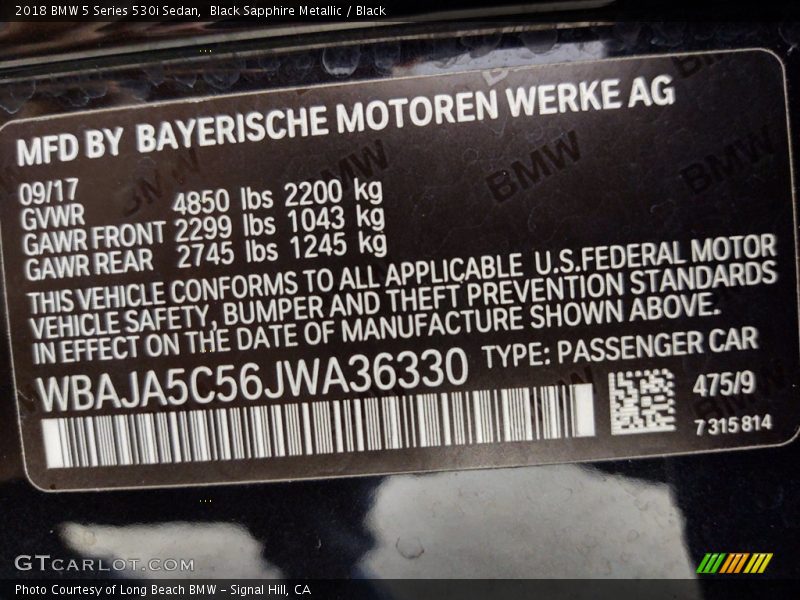 2018 BMW 5 Series 530i Sedan, Black Sapphire Metallic / Black
MFD BY BAYERISCHE MOTOREN WERKE AG
09/17
GVWR 4850 lbs 2200 kg
GAWR FRONT 2299 lbs 1043 kg
GAWR REAR 2745 lbs 1245 kg
THIS VEHICLE CONFORMS TO ALL APPLICABLE U.S.FEDERAL MOTOR
VEHICLE SAFETY, BUMPER AND THEFT PREVENTION STANDARDS
IN EFFECT ON THE DATE OF MANUFACTURE SHOWN ABOVE.
WBAJA5C56JWA36330 TYPE: PASSENGER CAR
475/9
7 315 814
BMW
BMW
BMW
BMW
GTCARLOT.COM
Photo Courtesy of Long Beach BMW - Signal Hill, CA